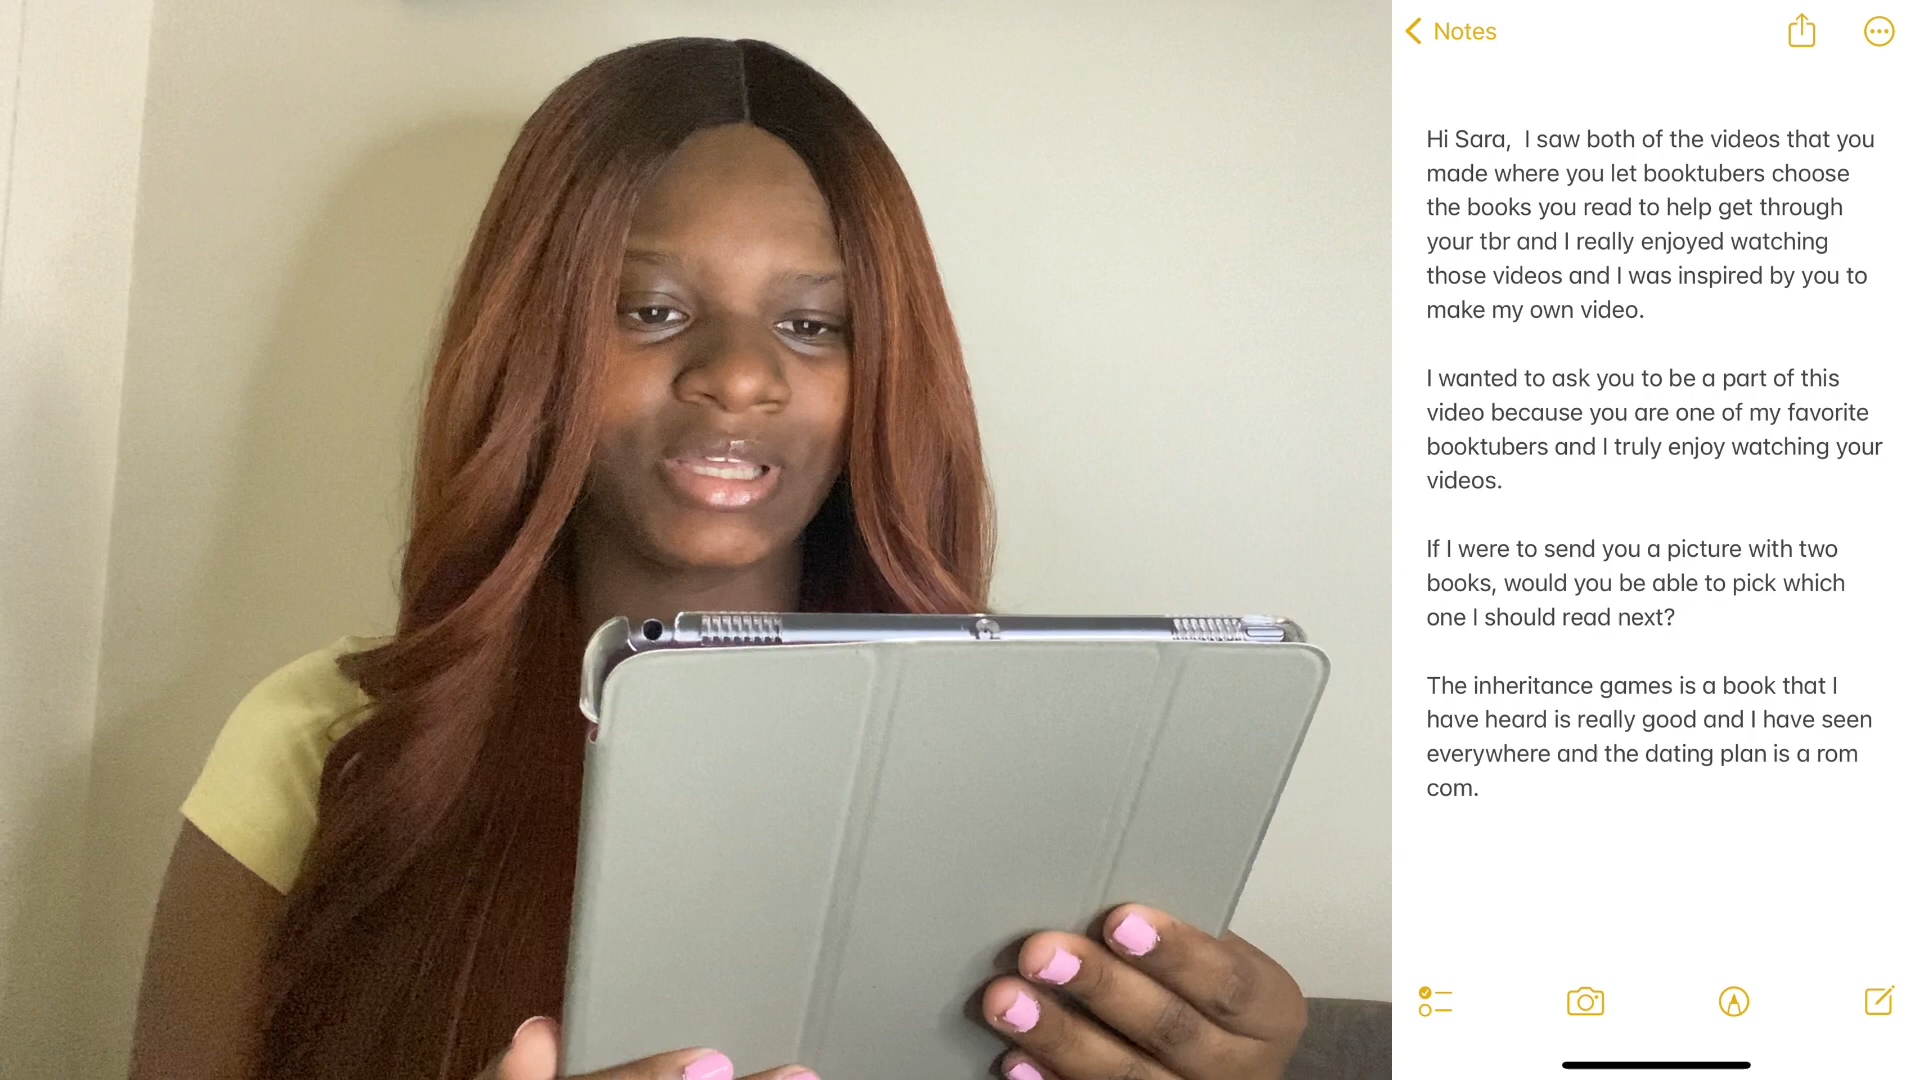 Notes
Hi Sara,  I saw both of the videos that you
made where you let booktubers choose
the books you read to help get through
your tbr and I really enjoyed watching
those videos and I was inspired by you to
make my own video.
I wanted to ask you to be a part of this
video because you are one of my favorite
booktubers and I truly enjoy watching your
videos.
If I were to send you a picture with two
books, would you be able to pick which
one I should read next?
The inheritance games is a book that I
have heard is really good and I have seen
everywhere and the dating plan is a rom
com.